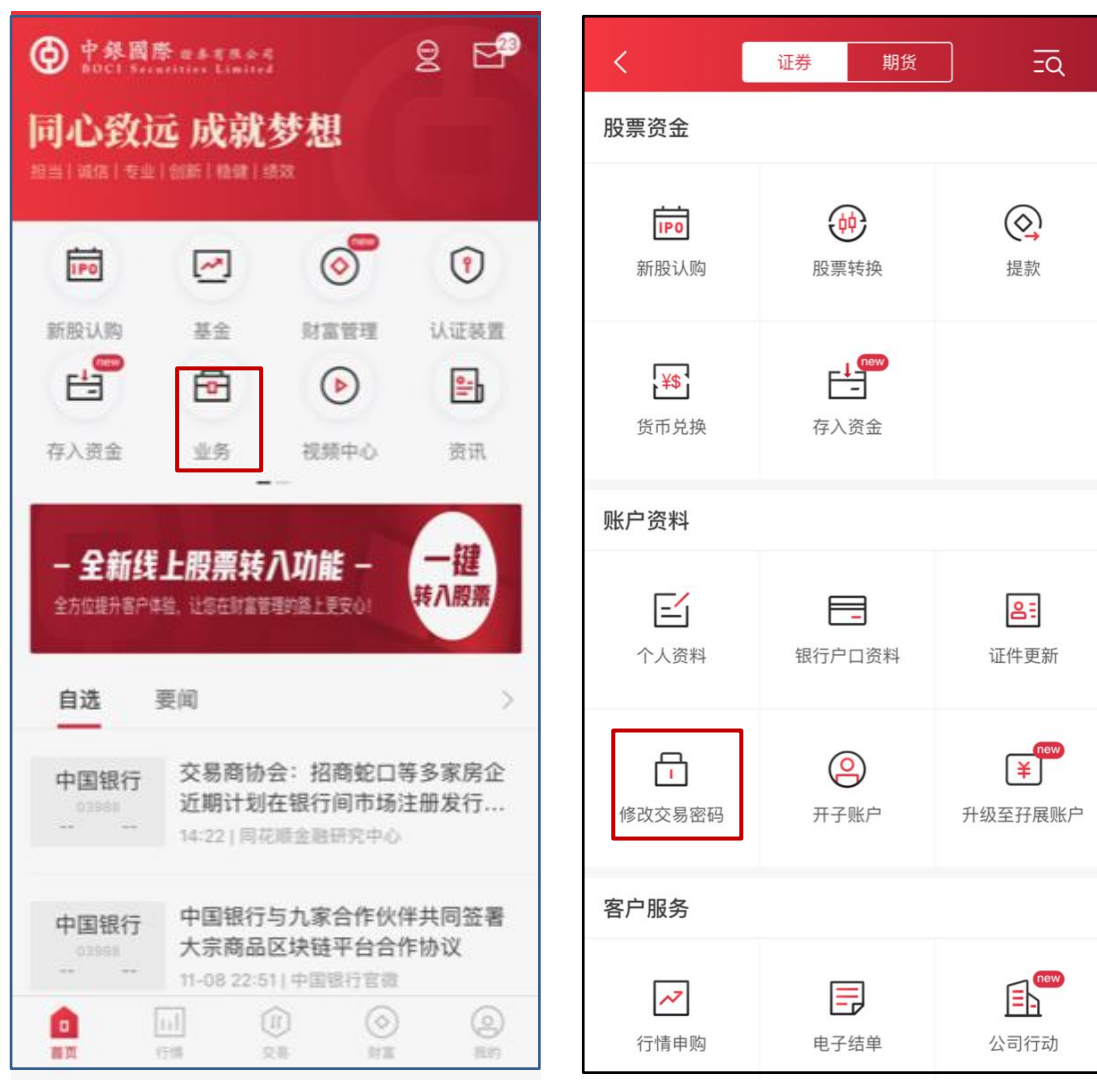 中銀國際 證券有限公司
BOCI Securities Limited
23
同心致远 成就梦想
担当 | 诚信 | 专业 | 创新 | 稳健 | 绩效
IPO
new
新股认购
基金
财富管理
认证装置
new
存入资金
业务
视频中心
资讯
– 全新线上股票转入功能 –
全方位提升客户体验，让您在财富管理的路上更安心！
一键
转入股票
自选
要闻
中国银行
03988
-- --
交易商协会：招商蛇口等多家房企
近期计划在银行间市场注册发行...
14:22 | 同花顺金融研究中心
中国银行
03988
-- --
中国银行与九家合作伙伴共同签署
大宗商品区块链平台合作协议
11-08 22:51 | 中国银行官微
首页
行情
交易
财富
我的
证券
期货
股票资金
IPO
新股认购
股票转换
提款
¥$
货币兑换
new
存入资金
账户资料
个人资料
银行户口资料
证件更新
修改交易密码
开子账户
new
¥
升级至孖展账户
客户服务
行情申购
电子结单
new
公司行动